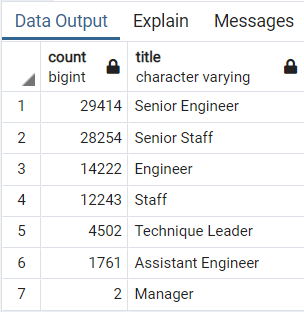 Data Output Explain Messages
count title
bigint character varying
1 29414 Senior Engineer
2 28254 Senior Staff
3 14222 Engineer
4 12243 Staff
5 4502 Technique Leader
6 1761 Assistant Engineer
7 2 Manager